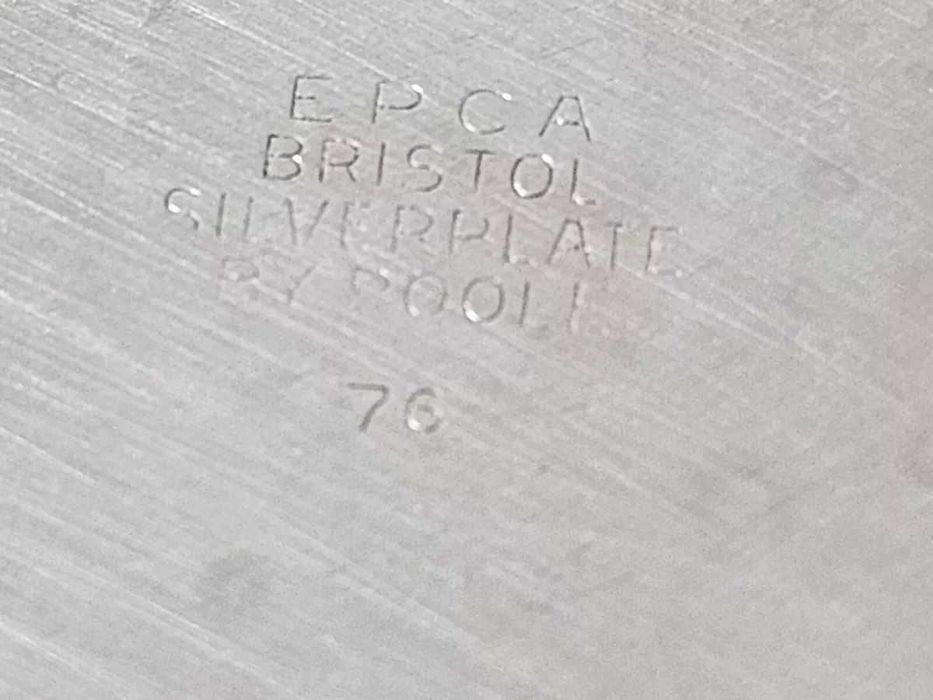 EPCA
BRISTOL
SILVERPLATE
BY POOLE
76